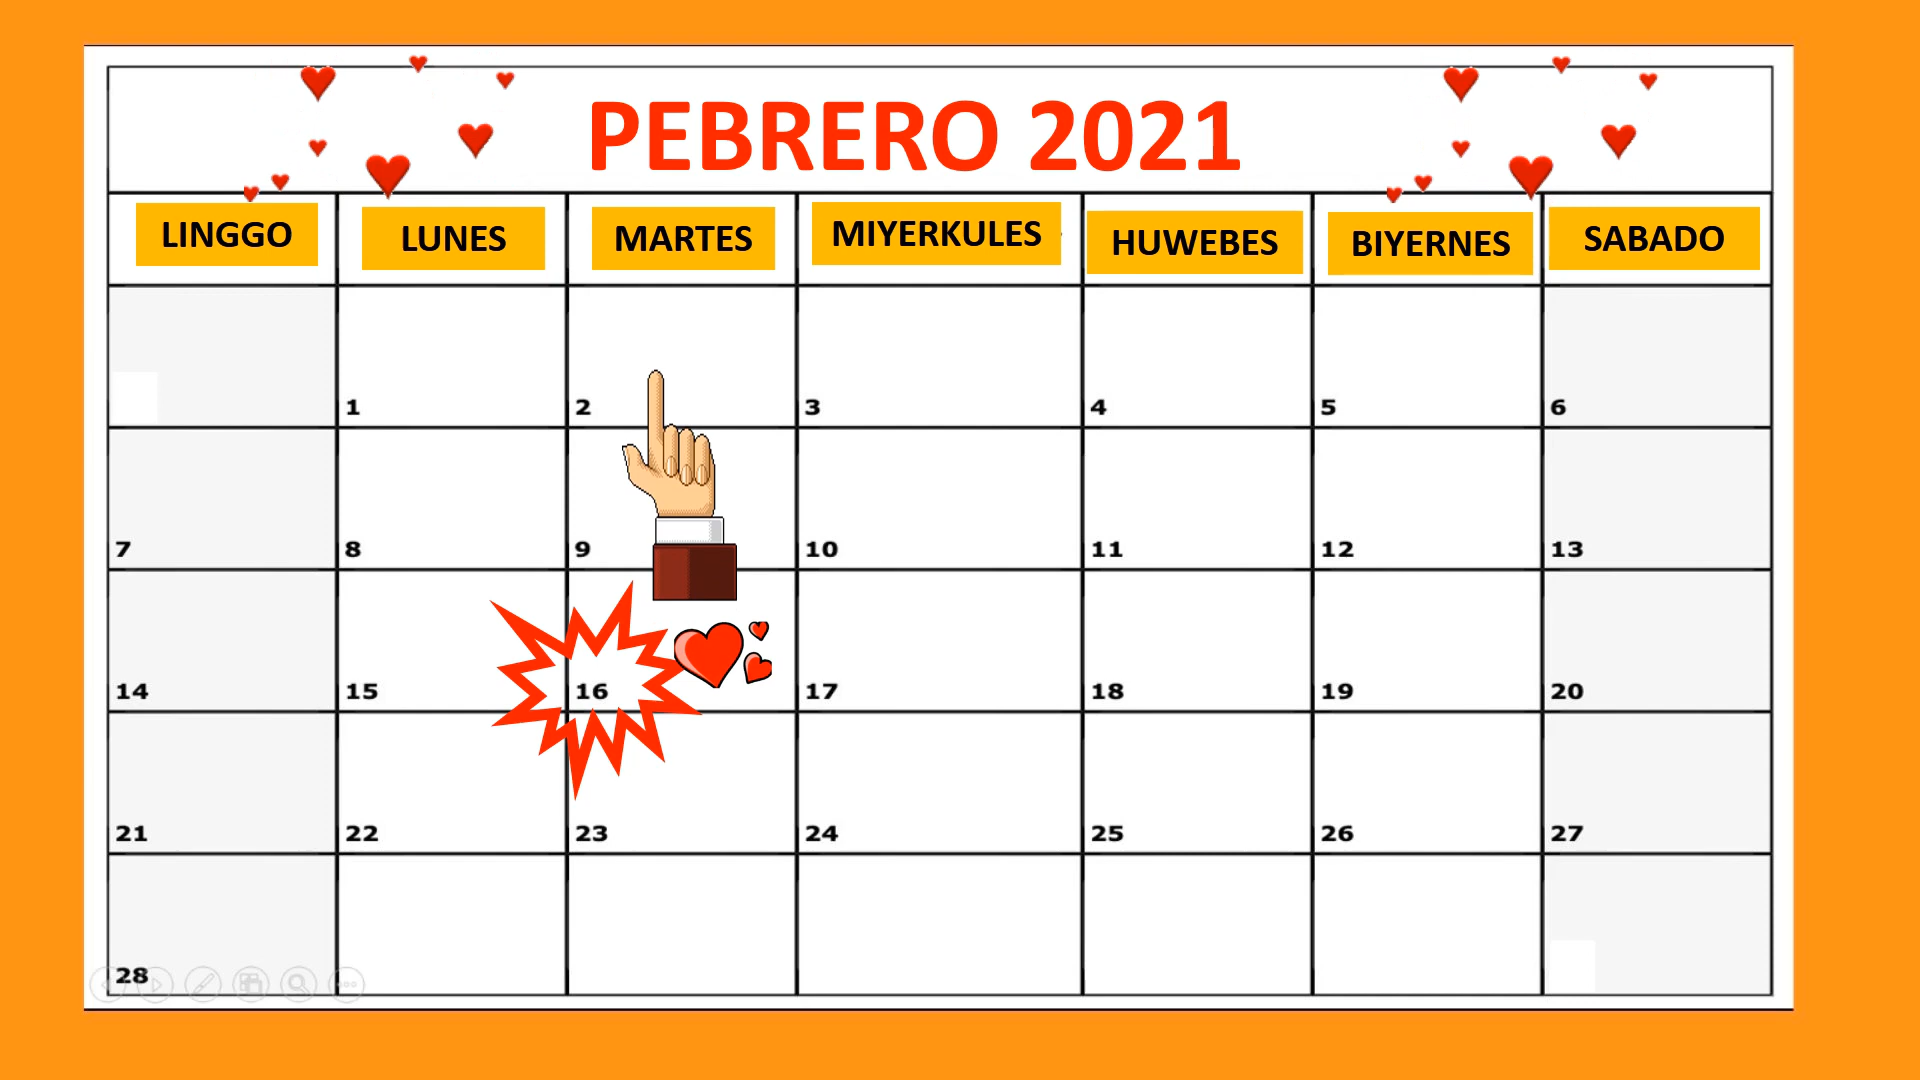 PEBRERO 2021
LINGGO LUNES MARTES MIYERKULES HUWEBES BIYERNES SABADO
1 2 3 4 5 6
7 8 9 10 11 12 13
14 15 16 17 18 19 20
21 22 23 24 25 26 27
28